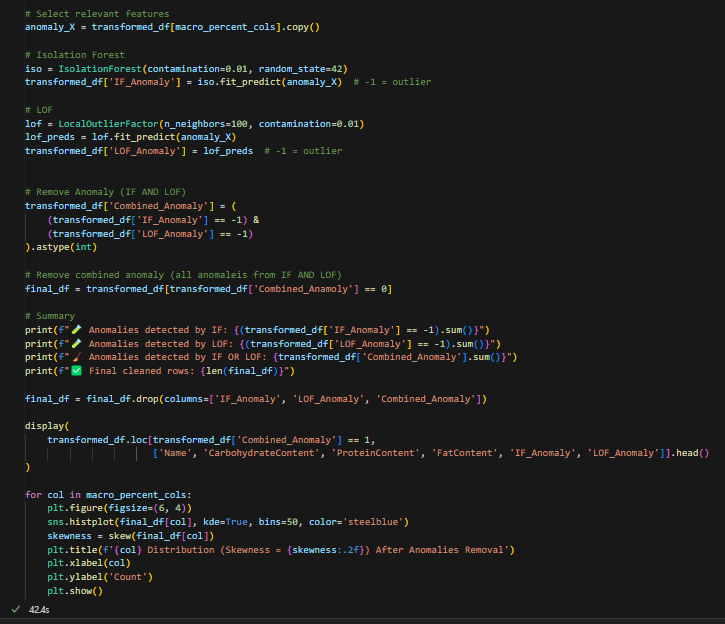 # Select relevant features
anomaly_X = transformed_df[macro_percent_cols].copy()
# Isolation Forest
iso = IsolationForest(contamination=0.01, random_state=42)
transformed_df['IF_Anomaly'] = iso.fit_predict(anomaly_X)  # -1 = outlier
# LOF
lof = LocalOutlierFactor(n_neighbors=100, contamination=0.01)
lof_preds = lof.fit_predict(anomaly_X)
transformed_df['LOF_Anomaly'] = lof_preds  # -1 = outlier
# Remove Anomaly (IF AND LOF)
transformed_df['Combined_Anomaly'] = (
    (transformed_df['IF_Anomaly'] == -1) &
    (transformed_df['LOF_Anomaly'] == -1)
).astype(int)
# Remove combined anomaly (all anomaleis from IF AND LOF)
final_df = transformed_df[transformed_df['Combined_Anamoly'] == 0]
# Summary
print(f"🧪 Anomalies detected by IF: {(transformed_df['IF_Anomaly'] == -1).sum()}")
print(f"🧪 Anomalies detected by LOF: {(transformed_df['LOF_Anomaly'] == -1).sum()}")
print(f"🧹 Anomalies detected by IF OR LOF: {transformed_df['Combined_Anomaly'].sum()}")
print(f"✅ Final cleaned rows: {len(final_df)}")
final_df = final_df.drop(columns=['IF_Anomaly', 'LOF_Anomaly', 'Combined_Anomaly'])
display(
    transformed_df.loc[transformed_df['Combined_Anomaly'] == 1,
                       ['Name', 'CarbohydrateContent', 'ProteinContent', 'FatContent', 'IF_Anomaly', 'LOF_Anomaly']].head()
)
for col in macro_percent_cols:
    plt.figure(figsize=(6, 4))
    sns.histplot(final_df[col], kde=True, bins=50, color='steelblue')
    skewness = skew(final_df[col])
    plt.title(f'{col} Distribution (Skewness = {skewness:.2f}) After Anomalies Removal')
    plt.xlabel(col)
    plt.ylabel('Count')
    plt.show()
✓ 42.4s